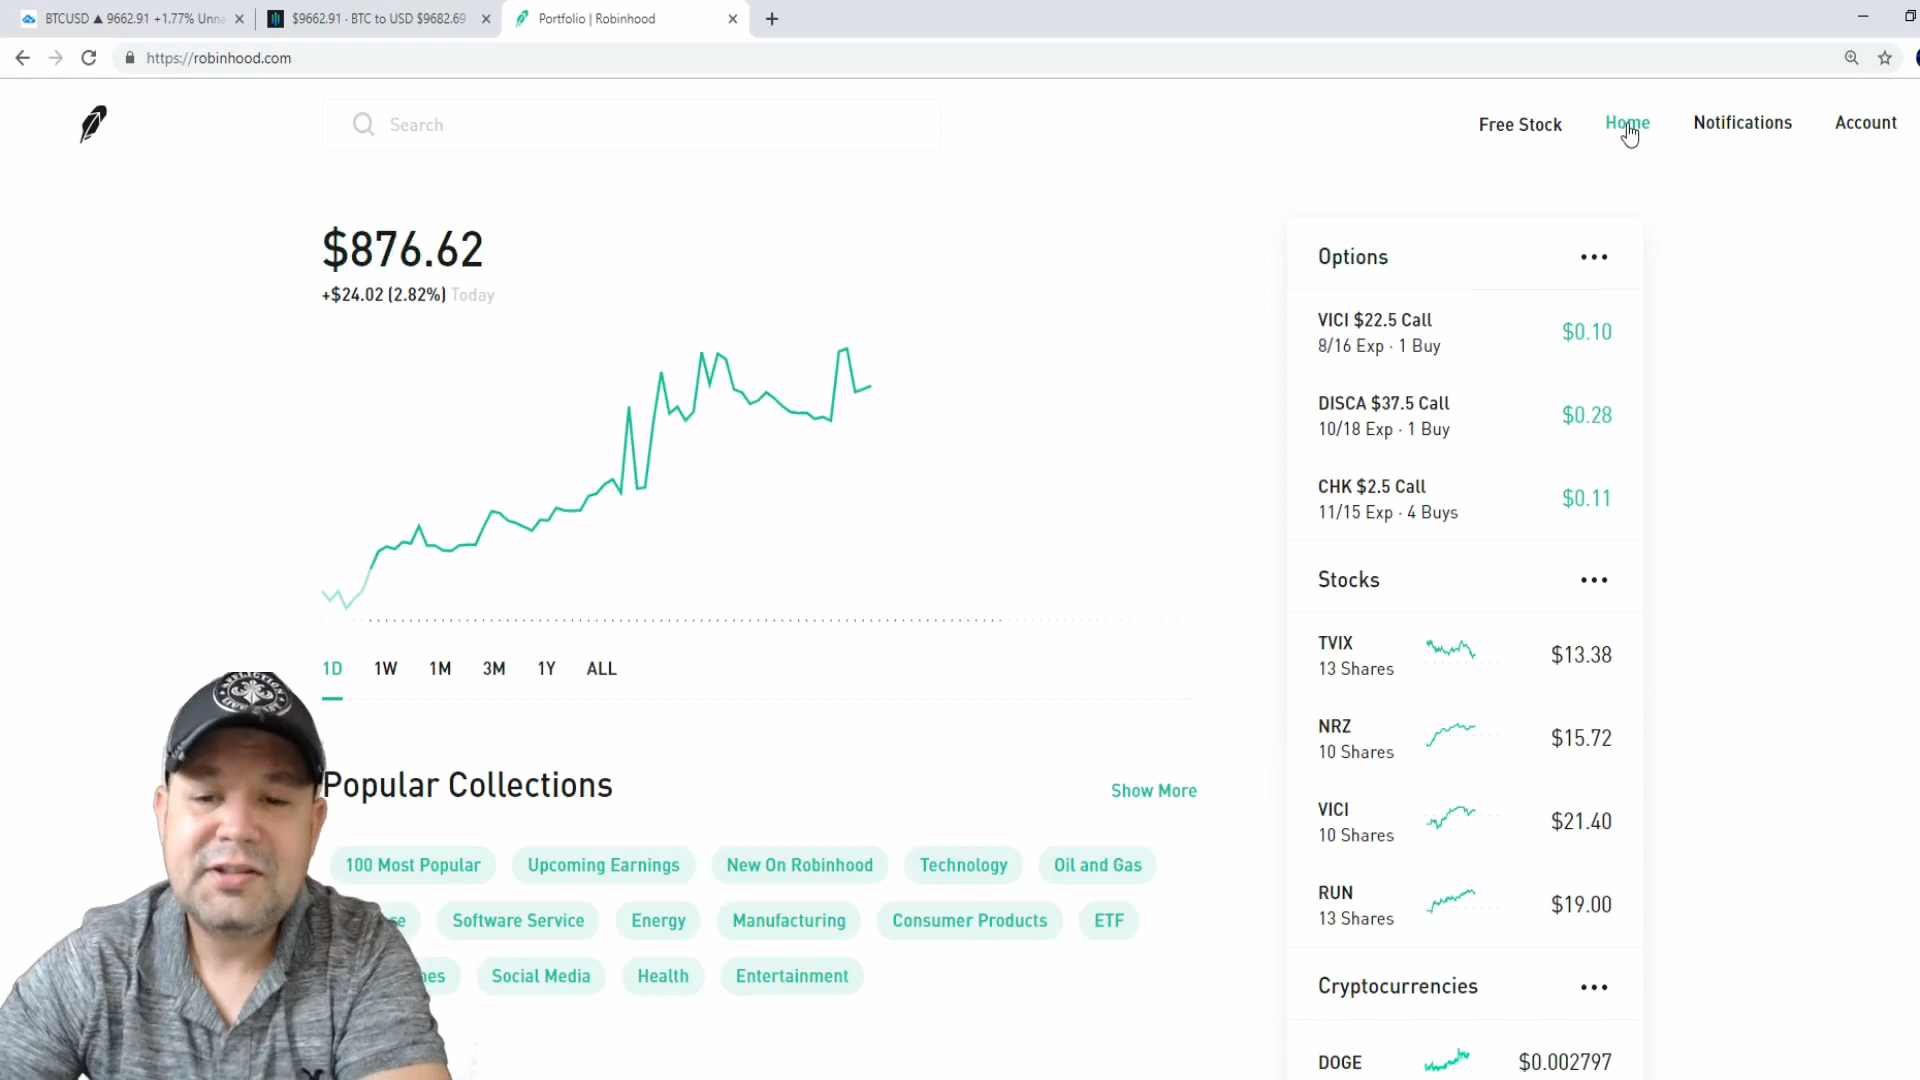 BTCUSD ▲ 9662.91 +1.77% Unna
$9662.91 · BTC to USD $9682.69
Portfolio | Robinhood
https://robinhood.com
Search
Free Stock
Home
Notifications
Account
$876.62
+$24.02 (2.82%) Today
1D 1W 1M 3M 1Y ALL
Popular Collections
Show More
100 Most Popular
Upcoming Earnings
New On Robinhood
Technology
Oil and Gas
Software Service
Energy
Manufacturing
Consumer Products
ETF
Social Media
Health
Entertainment
Options
VICI $22.5 Call
8/16 Exp · 1 Buy
$0.10
DISCA $37.5 Call
10/18 Exp · 1 Buy
$0.28
CHK $2.5 Call
11/15 Exp · 4 Buys
$0.11
Stocks
TVIX
13 Shares
$13.38
NRZ
10 Shares
$15.72
VICI
10 Shares
$21.40
RUN
13 Shares
$19.00
Cryptocurrencies
DOGE
$0.002797